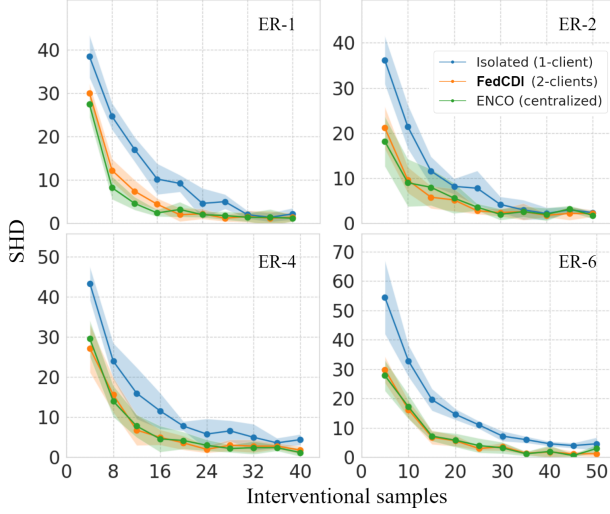 ER-1
ER-2
40
30
20
10
0
40
30
20
10
0
Isolated (1-client)
FedCDI (2-clients)
ENCO (centralized)
SHD
ER-4
ER-6
50
40
30
20
10
0
70
60
50
40
30
20
10
0
0 8 16 24 32 40
0 10 20 30 40 50
Interventional samples